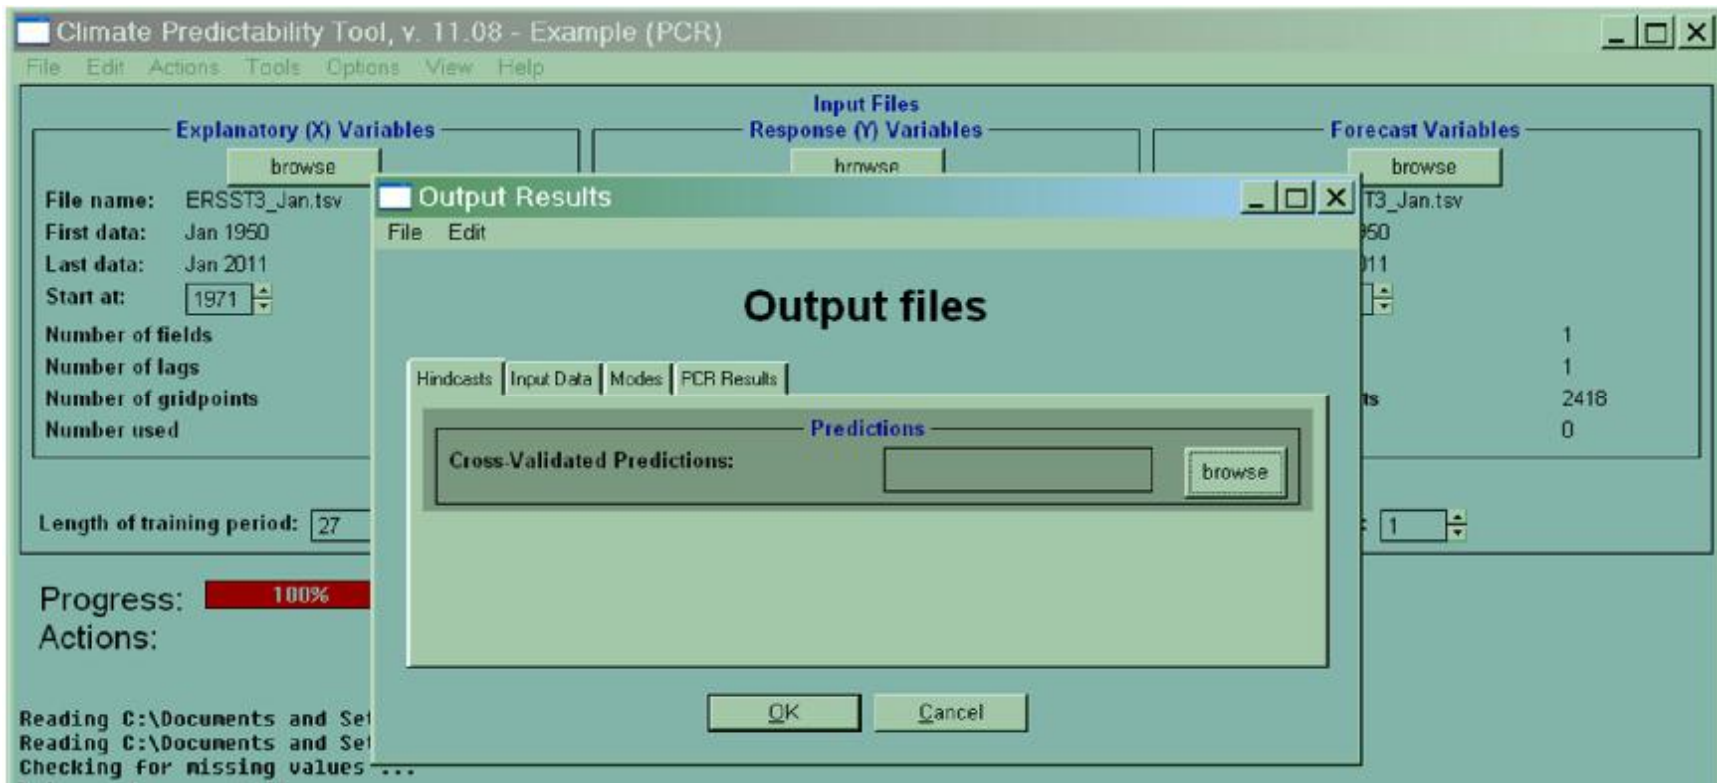 Climate Predictability Tool, v. 11.08 - Example (PCR)
File Edit Actions Tools Options View Help
Input Files
Explanatory (X) Variables
browse
File name: ERSST3_Jan.tsv
First data: Jan 1950
Last data: Jan 2011
Start at: 1971
Number of fields
Number of lags
Number of gridpoints
Number used
Response (Y) Variables
browse
Forecast Variables
browse
T3_Jan.tsv
950
011
1
1
ts 2418
0
Length of training period: 27
: 1
Output Results
File Edit
Output files
Hindcasts Input Data Modes PCR Results
Predictions
Cross-Validated Predictions: browse
OK Cancel
Progress: 100%
Actions:
Reading C:\Documents and Set
Reading C:\Documents and Set
Checking for missing values ...